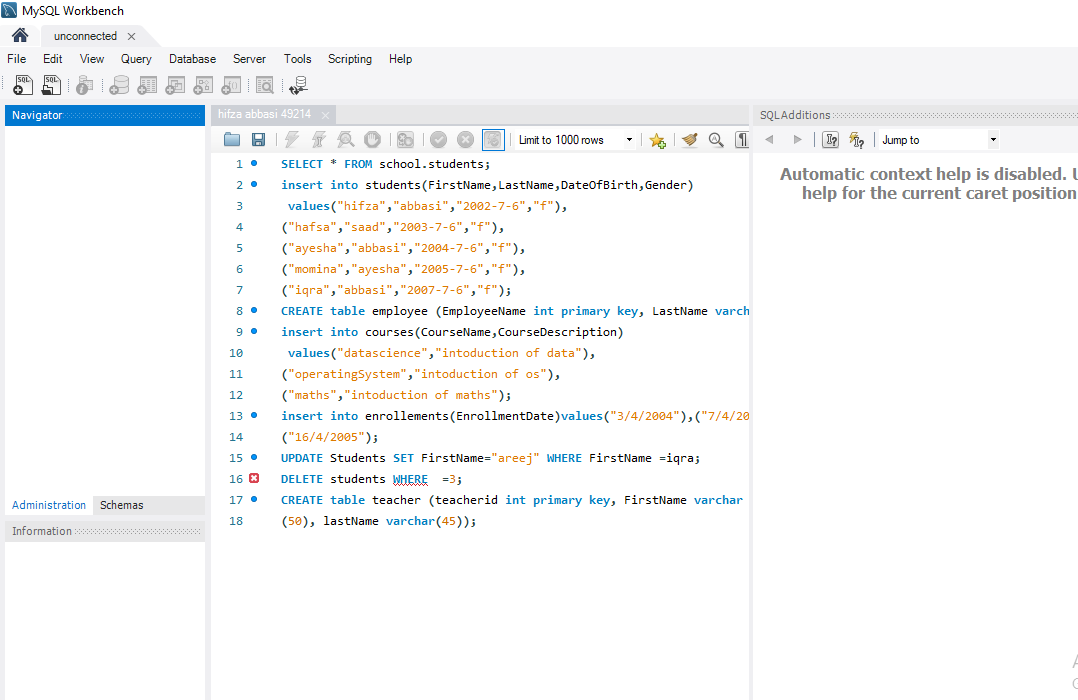 MySQL Workbench
unconnected
File Edit View Query Database Server Tools Scripting Help
SQL SQL
Navigator
hifza abbasi 49214
SQLAdditions
Limit to 1000 rows
Jump to
Automatic context help is disabled. U
help for the current caret position
1 SELECT * FROM school.students;
2 insert into students(FirstName,LastName,DateOfBirth,Gender)
3 values("hifza","abbasi","2002-7-6","f"),
4 ("hafsa","saad","2003-7-6","f"),
5 ("ayesha","abbasi","2004-7-6","f"),
6 ("momina","ayesha","2005-7-6","f"),
7 ("iqra","abbasi","2007-7-6","f");
8 CREATE table employee (EmployeeName int primary key, LastName varch
9 insert into courses(CourseName,CourseDescription)
10 values("datascience","intoduction of data"),
11 ("operatingSystem","intoduction of os"),
12 ("maths","intoduction of maths");
13 insert into enrollements(EnrollmentDate)values("3/4/2004"),("7/4/20
14 ("16/4/2005");
15 UPDATE Students SET FirstName="areej" WHERE FirstName =iqra;
16 DELETE students WHERE =3;
17 CREATE table teacher (teacherid int primary key, FirstName varchar
18 (50), lastName varchar(45));
Administration Schemas
Information